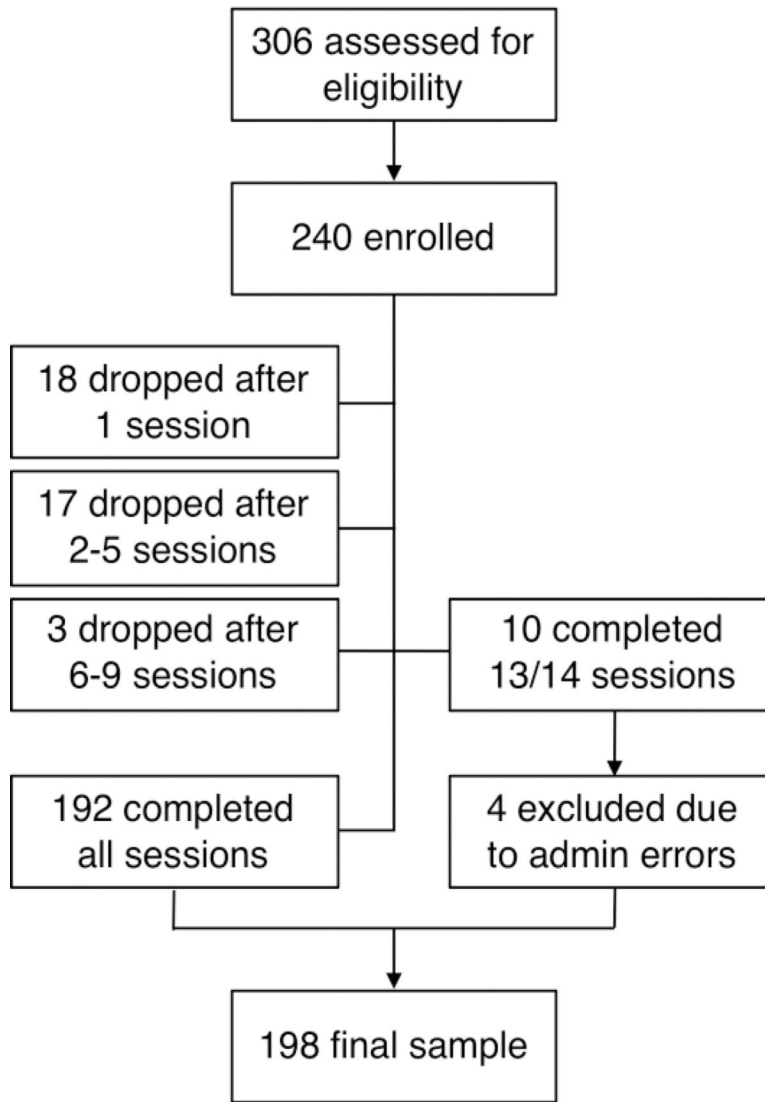 306 assessed for
eligibility
240 enrolled
18 dropped after
1 session
17 dropped after
2-5 sessions
3 dropped after
6-9 sessions
10 completed
13/14 sessions
192 completed
all sessions
4 excluded due
to admin errors
198 final sample